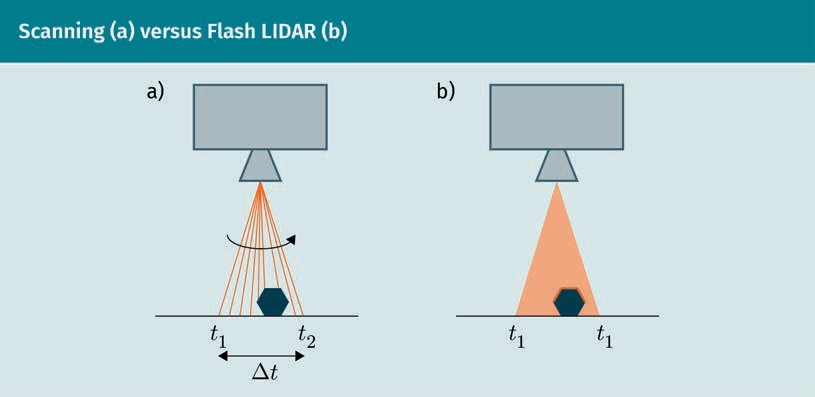 Scanning (a) versus Flash LIDAR (b)
a)
b)
t₁
t₂
Δt
t₁
t₁